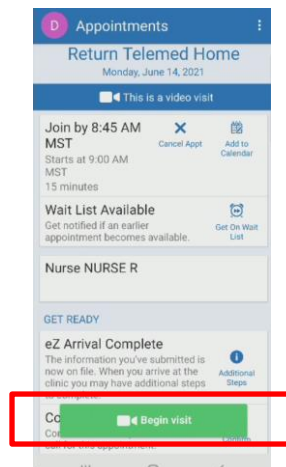 D Appointments
Return Telemed Home
Monday, June 14, 2021
This is a video visit
Join by 8:45 AM
MST
Starts at 9:00 AM
MST
15 minutes
Cancel Appt
Add to
Calendar
Wait List Available
Get notified if an earlier
appointment becomes available.
Get On Wait
List
Nurse NURSE R
GET READY
eZ Arrival Complete
The information you've submitted is
now on file. When you arrive at the
clinic you may have additional steps
Additional
Steps
Co
Begin visit